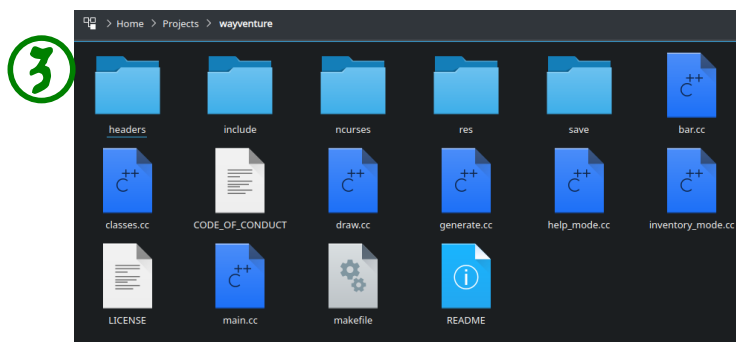 > Home > Projects > wayventure
3
headers include ncurses res save bar.cc
classes.cc CODE_OF_CONDUCT draw.cc generate.cc help_mode.cc inventory_mode.cc
LICENSE main.cc makefile README